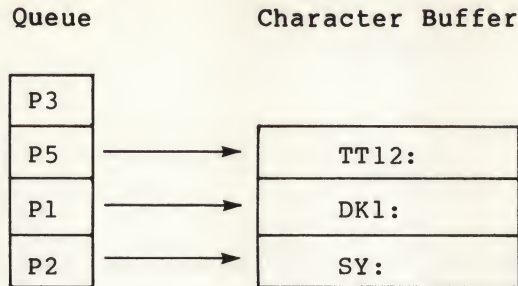 Queue Character Buffer
P3
P5 TT12:
P1 DK1:
P2 SY: